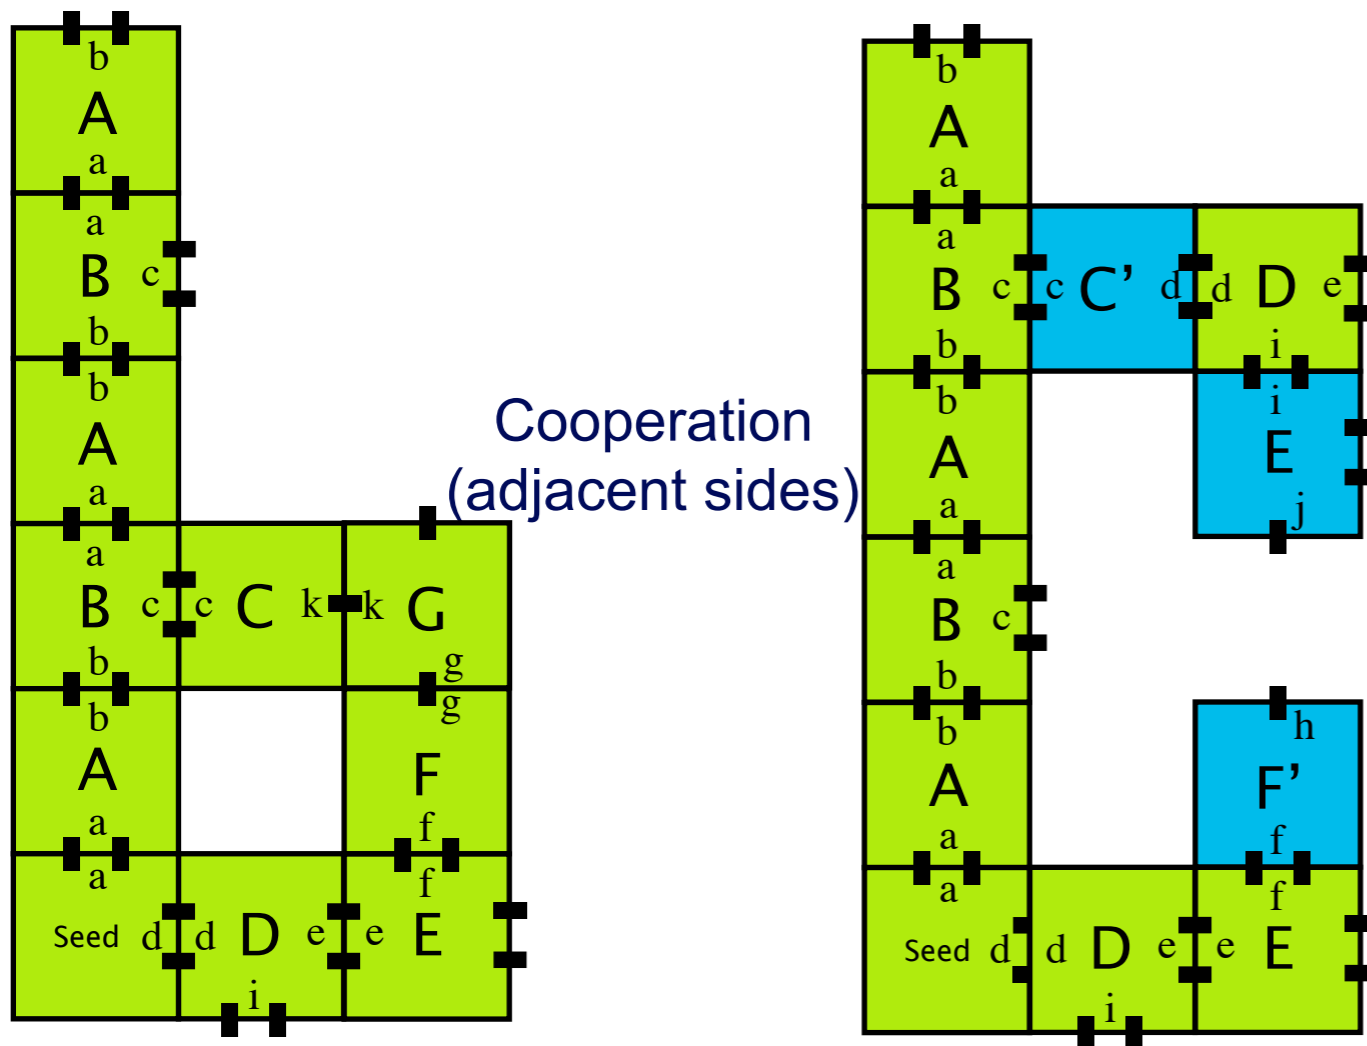 b
A
a
a
B c
b
b
A
a
a
B c c C k k G
b g
b g
A F
a f
a f
Seed d d D e e E
i
Cooperation
(adjacent sides)
b
A
a
a
B c c C’ d d D e
b i
b i
A E
a j
a
B c
b
b h
A F’
a f
a f
Seed d d D e e E
i